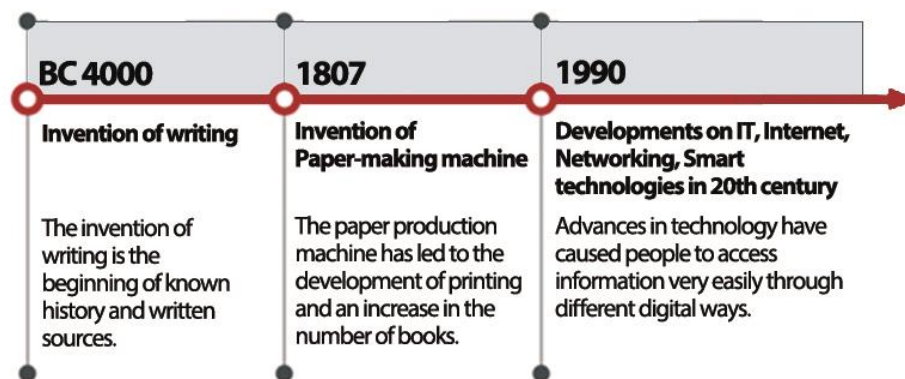 BC 4000
Invention of writing
The invention of
writing is the
beginning of known
history and written
sources.
1807
Invention of
Paper-making machine
The paper production
machine has led to the
development of printing
and an increase in the
number of books.
1990
Developments on IT, Internet,
Networking, Smart
technologies in 20th century
Advances in technology have
caused people to access
information very easily through
different digital ways.